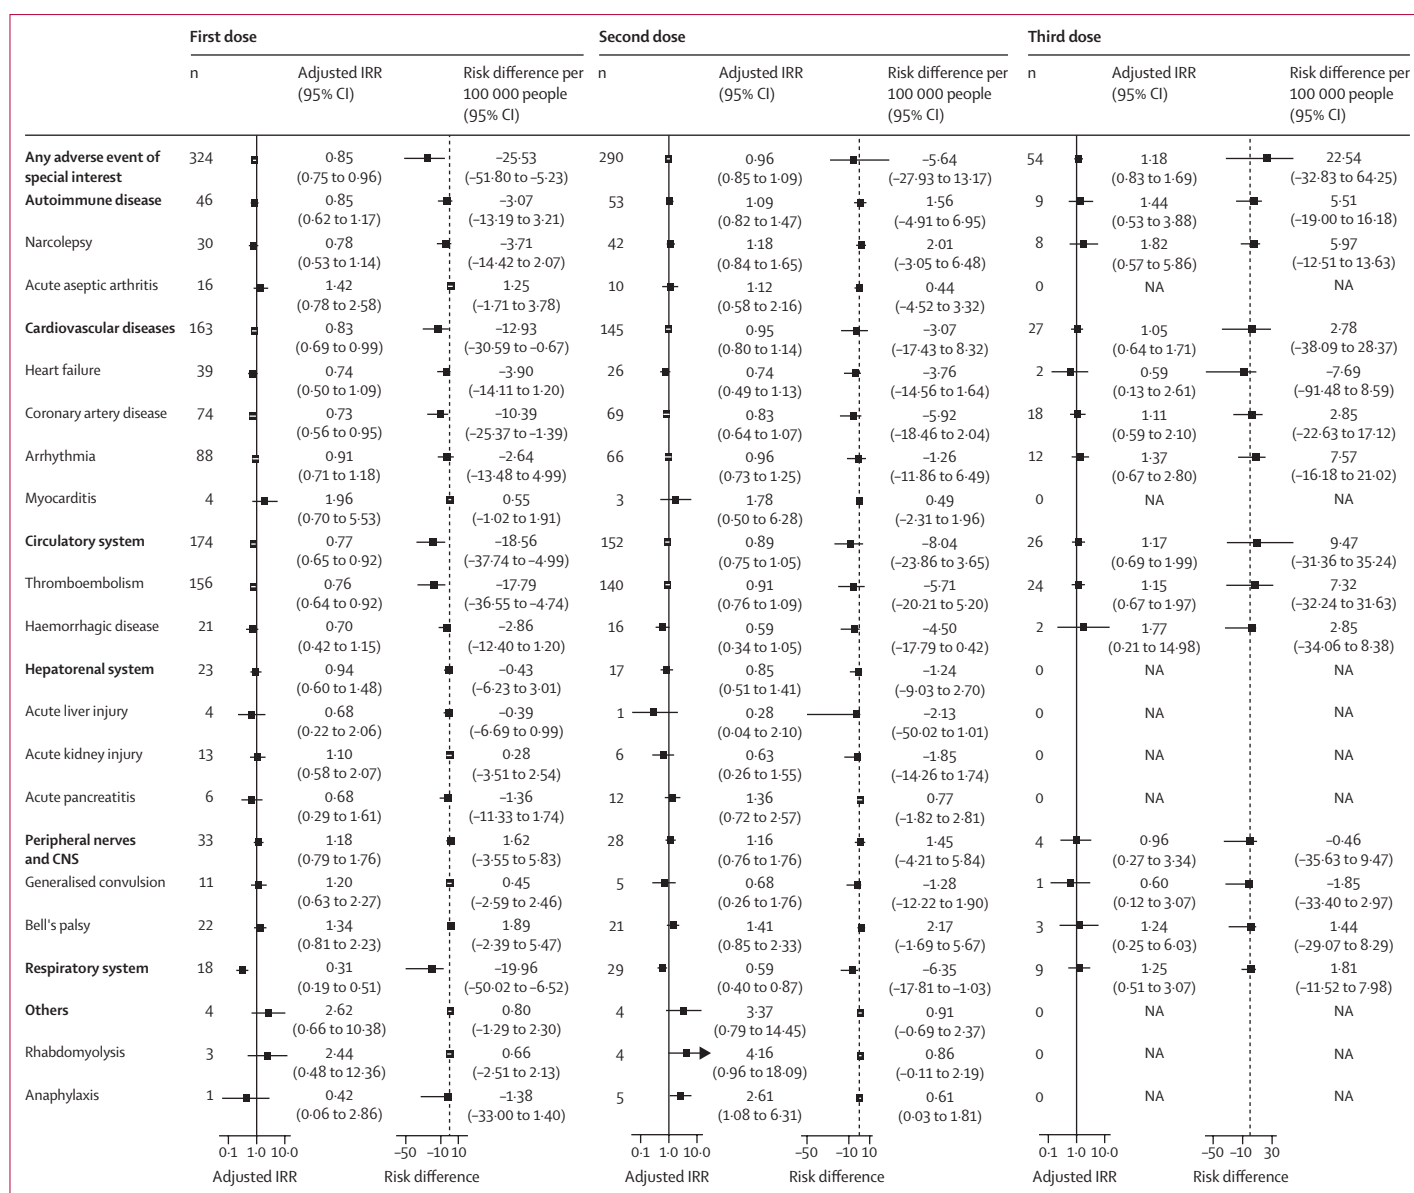 First dose Second dose Third dose
n Adjusted IRR Risk difference per n Adjusted IRR Risk difference per n Adjusted IRR Risk difference per
(95% CI) 100 000 people (95% CI) 100 000 people (95% CI) 100 000 people
(95% CI) (95% CI) (95% CI)
Any adverse event of 324 0·85 –25·53 290 0·96 –5·64 54 1·18 22·54
special interest (0·75 to 0·96) (–51·80 to –5·23) (0·85 to 1·09) (–27·93 to 13·17) (0·83 to 1·69) (–32·83 to 64·25)
Autoimmune disease 46 0·85 –3·07 53 1·09 1·56 9 1·44 5·51
(0·62 to 1·17) (–13·19 to 3·21) (0·82 to 1·47) (–4·91 to 6·95) (0·53 to 3·88) (–19·00 to 16·18)
Narcolepsy 30 0·78 –3·71 42 1·18 2·01 8 1·82 5·97
(0·53 to 1·14) (–14·42 to 2·07) (0·84 to 1·65) (–3·05 to 6·48) (0·57 to 5·86) (–12·51 to 13·63)
Acute aseptic arthritis 16 1·42 1·25 10 1·12 0·44 0 NA NA
(0·78 to 2·58) (–1·71 to 3·78) (0·58 to 2·16) (–4·52 to 3·32)
Cardiovascular diseases 163 0·83 –12·93 145 0·95 –3·07 27 1·05 2·78
(0·69 to 0·99) (–30·59 to –0·67) (0·80 to 1·14) (–17·43 to 8·32) (0·64 to 1·71) (–38·09 to 28·37)
Heart failure 39 0·74 –3·90 26 0·74 –3·76 2 0·59 –7·69
(0·50 to 1·09) (–14·11 to 1·20) (0·49 to 1·13) (–14·56 to 1·64) (0·13 to 2·61) (–91·48 to 8·59)
Coronary artery disease 74 0·73 –10·39 69 0·83 –5·92 18 1·11 2·85
(0·56 to 0·95) (–25·37 to –1·39) (0·64 to 1·07) (–18·46 to 2·04) (0·59 to 2·10) (–22·63 to 17·12)
Arrhythmia 88 0·91 –2·64 66 0·96 –1·26 12 1·37 7·57
(0·71 to 1·18) (–13·48 to 4·99) (0·73 to 1·25) (–11·86 to 6·49) (0·67 to 2·80) (–16·18 to 21·02)
Myocarditis 4 1·96 0·55 3 1·78 0·49 0 NA NA
(0·70 to 5·53) (–1·02 to 1·91) (0·50 to 6·28) (–2·31 to 1·96)
Circulatory system 174 0·77 –18·56 152 0·89 –8·04 26 1·17 9·47
(0·65 to 0·92) (–37·74 to –4·99) (0·75 to 1·05) (–23·86 to 3·65) (0·69 to 1·99) (–31·36 to 35·24)
Thromboembolism 156 0·76 –17·79 140 0·91 –5·71 24 1·15 7·32
(0·64 to 0·92) (–36·55 to –4·74) (0·76 to 1·09) (–20·21 to 5·20) (0·67 to 1·97) (–32·24 to 31·63)
Haemorrhagic disease 21 0·70 –2·86 16 0·59 –4·50 2 1·77 2·85
(0·42 to 1·15) (–12·40 to 1·20) (0·34 to 1·05) (–17·79 to 0·42) (0·21 to 14·98) (–34·06 to 8·38)
Hepatorenal system 23 0·94 –0·43 17 0·85 –1·24 0 NA NA
(0·60 to 1·48) (–6·23 to 3·01) (0·51 to 1·41) (–9·03 to 2·70)
Acute liver injury 4 0·68 –0·39 1 0·28 –2·13 0 NA NA
(0·22 to 2·06) (–6·69 to 0·99) (0·04 to 2·10) (–50·02 to 1·01)
Acute kidney injury 13 1·10 0·28 6 0·63 –1·85 0 NA NA
(0·58 to 2·07) (–3·51 to 2·54) (0·26 to 1·55) (–14·26 to 1·74)
Acute pancreatitis 6 0·68 –1·36 12 1·36 0·77 0 NA NA
(0·29 to 1·61) (–11·33 to 1·74) (0·72 to 2·57) (–1·82 to 2·81)
Peripheral nerves 33 1·18 1·62 28 1·16 1·45 4 0·96 –0·46
and CNS (0·79 to 1·76) (–3·55 to 5·83) (0·76 to 1·76) (–4·21 to 5·84) (0·27 to 3·34) (–35·63 to 9·47)
Generalised convulsion 11 1·20 0·45 5 0·68 –1·28 1 0·60 –1·85
(0·63 to 2·27) (–2·59 to 2·46) (0·26 to 1·76) (–12·22 to 1·90) (0·12 to 3·07) (–33·40 to 2·97)
Bell's palsy 22 1·34 1·89 21 1·41 2·17 3 1·24 1·44
(0·81 to 2·23) (–2·39 to 5·47) (0·85 to 2·33) (–1·69 to 5·67) (0·25 to 6·03) (–29·07 to 8·29)
Respiratory system 18 0·31 –19·96 29 0·59 –6·35 9 1·25 1·81
(0·19 to 0·51) (–50·02 to –6·52) (0·40 to 0·87) (–17·81 to –1·03) (0·51 to 3·07) (–11·52 to 7·98)
Others 4 2·62 0·80 4 3·37 0·91 0 NA NA
(0·66 to 10·38) (–1·29 to 2·30) (0·79 to 14·45) (–0·69 to 2·37)
Rhabdomyolysis 3 2·44 0·66 4 4·16 0·86 0 NA NA
(0·48 to 12·36) (–2·51 to 2·13) (0·96 to 18·09) (–0·11 to 2·19)
Anaphylaxis 1 0·42 –1·38 5 2·61 0·61 0 NA NA
(0·06 to 2·86) (–33·00 to 1·40) (1·08 to 6·31) (0·03 to 1·81)
0·1 1·0 10·0 –50 –10 10 0·1 1·0 10·0 –50 –10 10 0·1 1·0 10·0 –50 –10 30
Adjusted IRR Risk difference Adjusted IRR Risk difference Adjusted IRR Risk difference